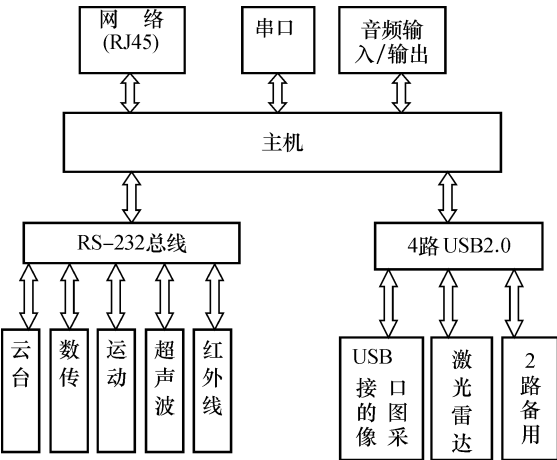 网 络
(RJ45)
串口
音频输
入/输出
主机
RS-232总线
4路USB2.0
云
台
数
传
运
动
超
声
波
红
外
线
USB
接 口
的 图
像 采
激
光
雷
达
2
路
备
用